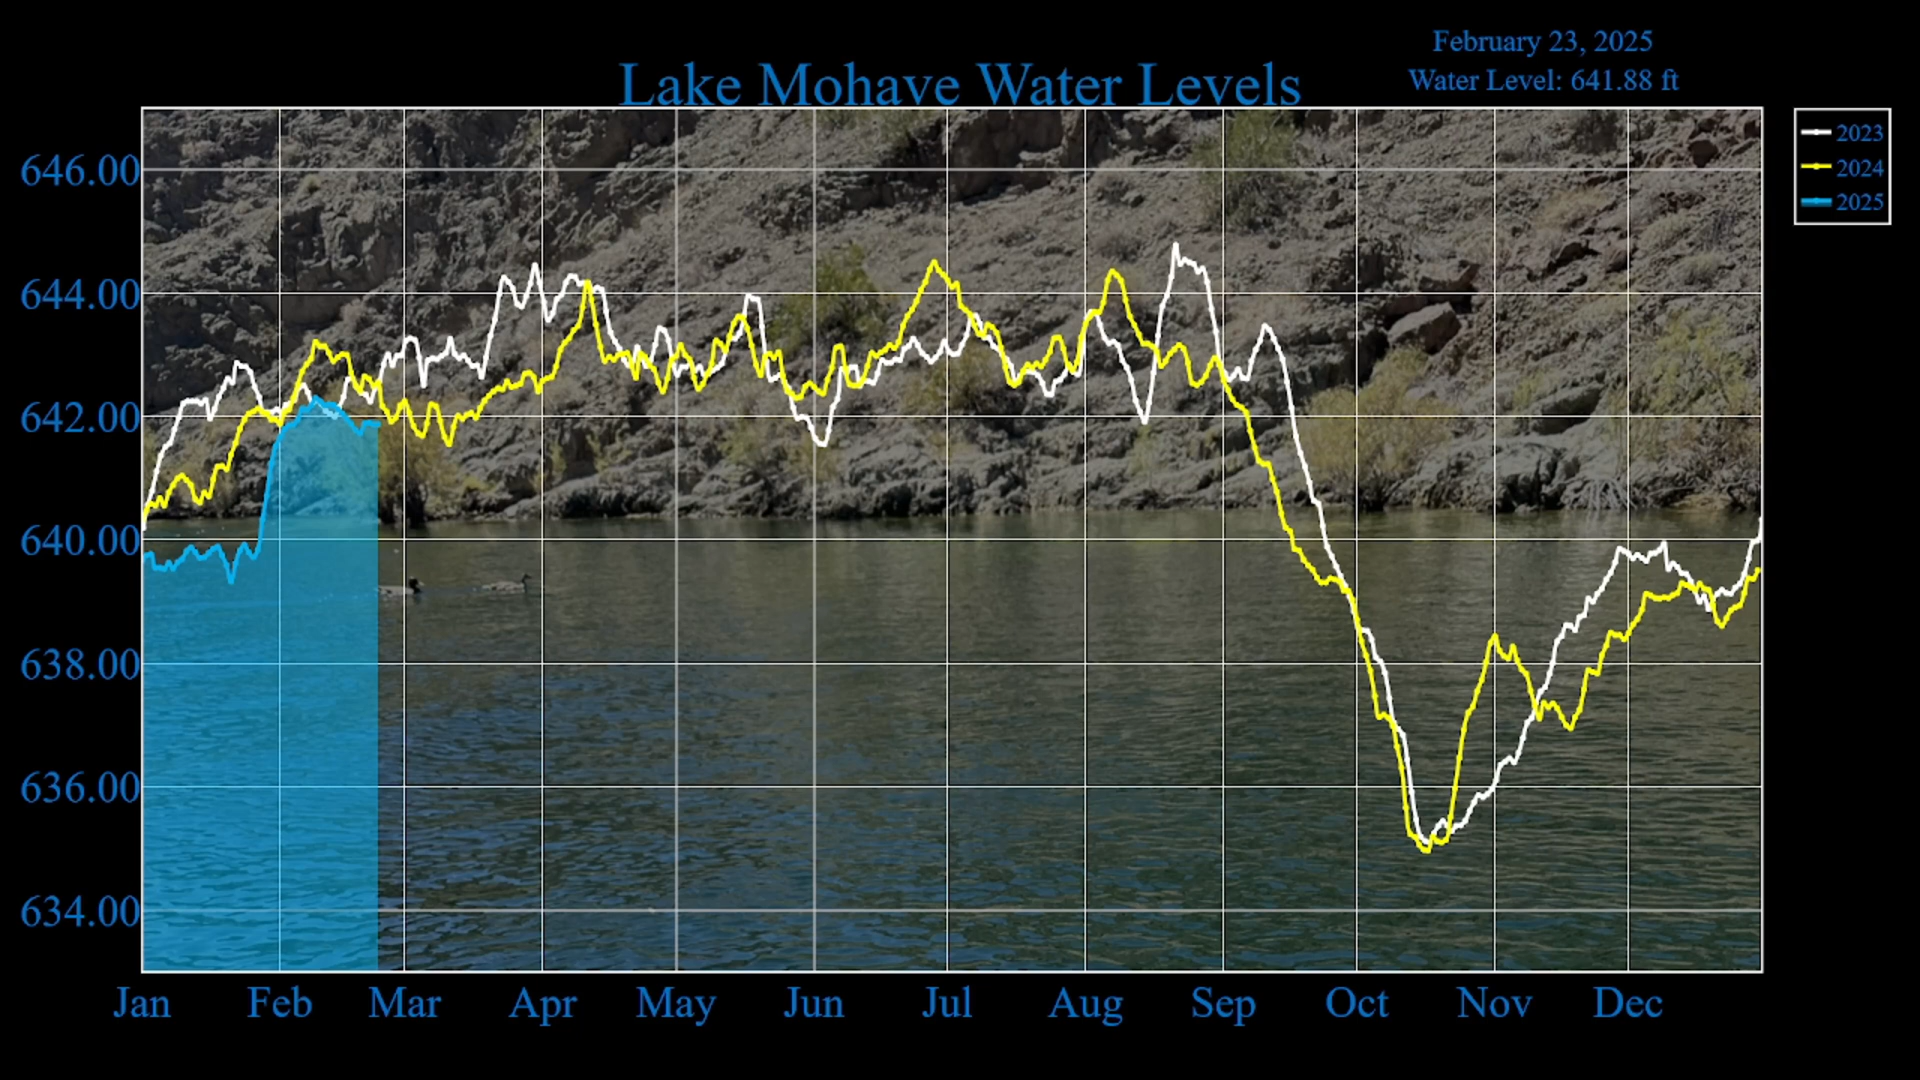 February 23, 2025
Lake Mohave Water Levels
Water Level: 641.88 ft
2023
2024
2025
646.00
644.00
642.00
640.00
638.00
636.00
634.00
Jan Feb Mar Apr May Jun Jul Aug Sep Oct Nov Dec